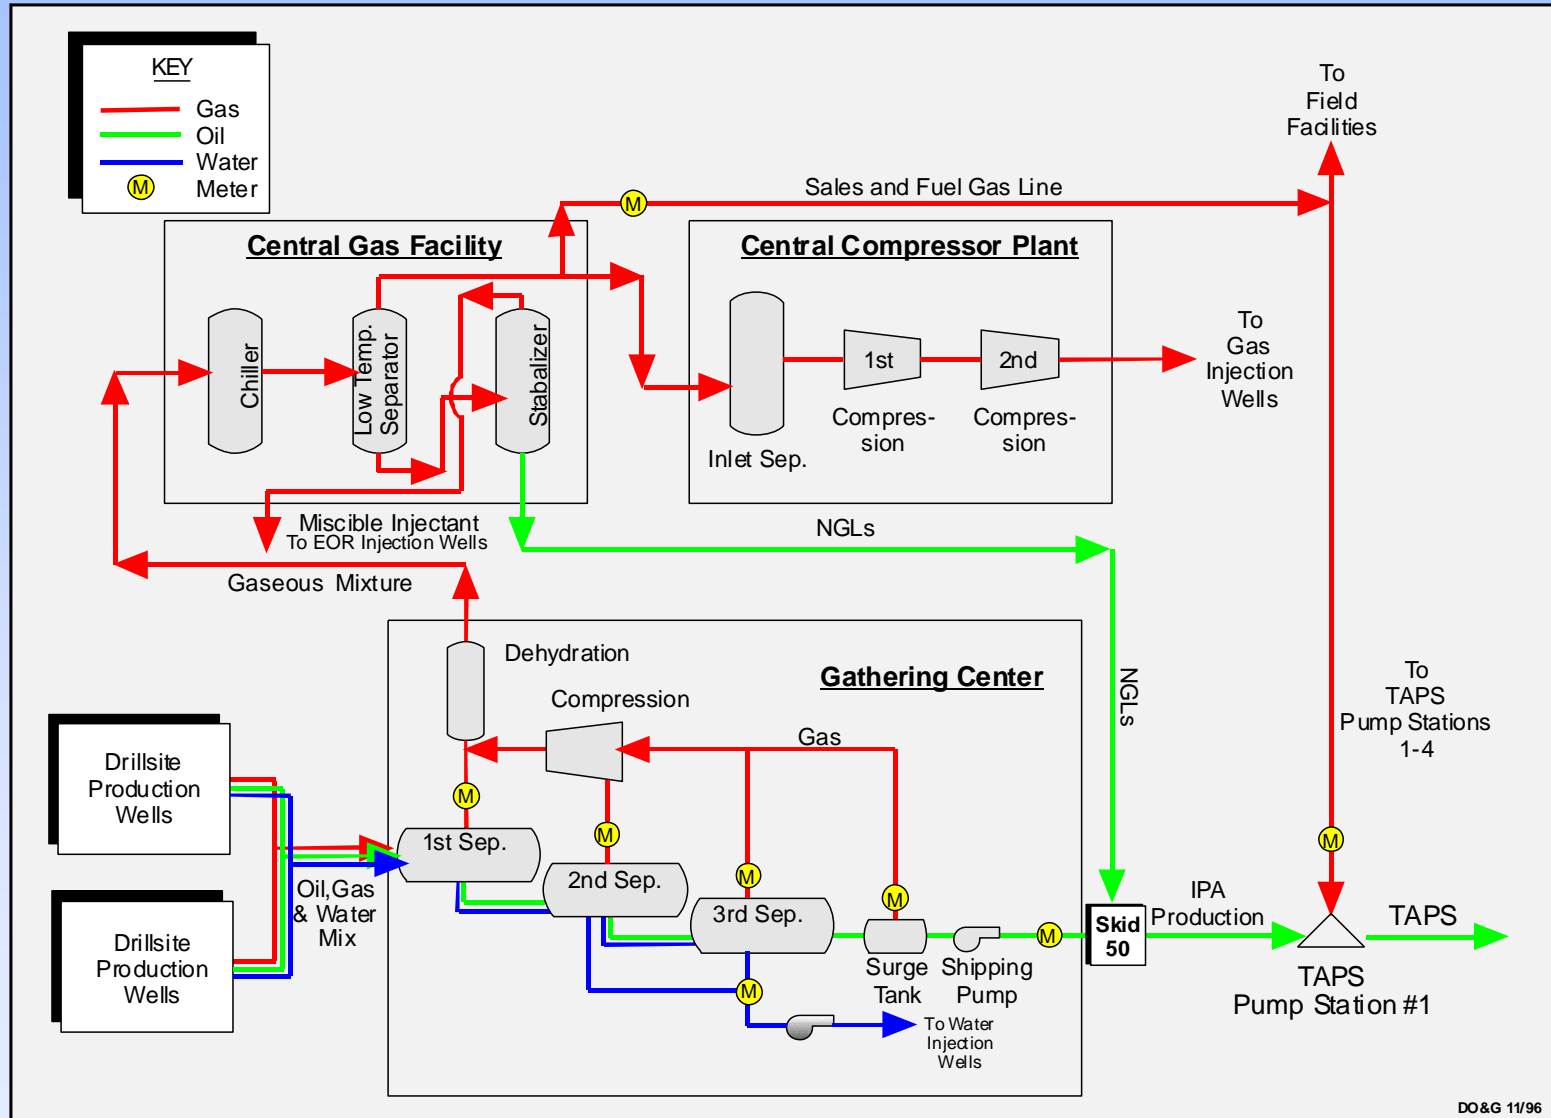 KEY
Gas
Oil
Water
M
Meter
To
Field
Facilities
Sales and Fuel Gas Line
M
Central Gas Facility
Chiller
Low Temp.
Separator
Stabalizer
Miscible Injectant
To EOR Injection Wells
Gaseous Mixture
Central Compressor Plant
Inlet Sep.
1st
Compres-
sion
2nd
Compres-
sion
To
Gas
Injection
Wells
NGLs
NGLs
Gathering Center
Dehydration
Compression
Gas
M
M
M
M
1st Sep.
2nd Sep.
3rd Sep.
Surge
Tank
Shipping
Pump
M
M
To Water
Injection
Wells
Drillsite
Production
Wells
Drillsite
Production
Wells
Oil,Gas
& Water
Mix
Skid
50
IPA
Production
To
TAPS
Pump Stations
1-4
M
TAPS
TAPS
Pump Station #1
DO&G 11/96